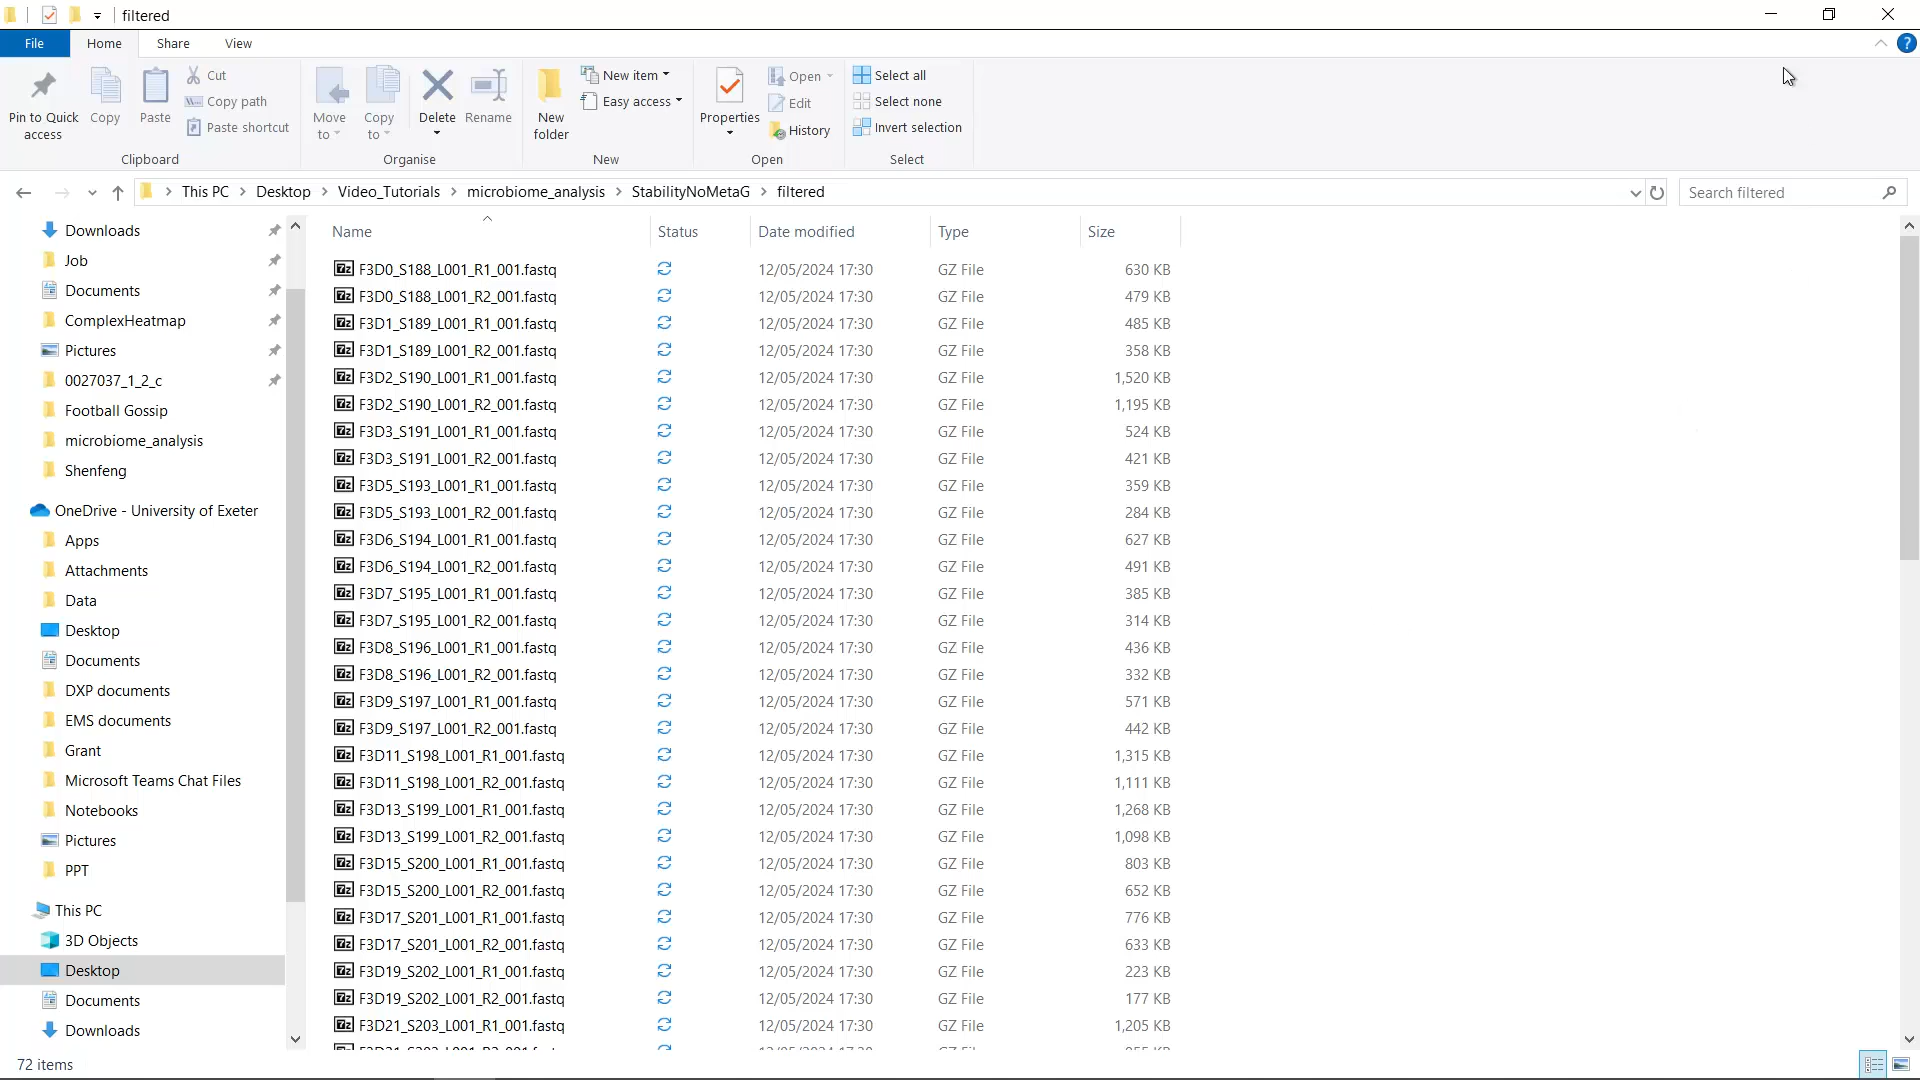 filtered
File Home Share View
Pin to Quick access
Copy
Paste
Cut
Copy path
Paste shortcut
Clipboard
Move to
Copy to
Delete
Rename
Organise
New folder
New item
Easy access
New
Properties
Open
Edit
History
Open
Select all
Select none
Invert selection
Select
This PC > Desktop > Video_Tutorials > microbiome_analysis > StabilityNoMetaG > filtered
Search filtered
Downloads
Job
Documents
ComplexHeatmap
Pictures
0027037_1_2_c
Football Gossip
microbiome_analysis
Shenfeng
OneDrive - University of Exeter
Apps
Attachments
Data
Desktop
Documents
DXP documents
EMS documents
Grant
Microsoft Teams Chat Files
Notebooks
Pictures
PPT
This PC
3D Objects
Desktop
Documents
Downloads
Name Status Date modified Type Size
F3D0_S188_L001_R1_001.fastq 12/05/2024 17:30 GZ File 630 KB
F3D0_S188_L001_R2_001.fastq 12/05/2024 17:30 GZ File 479 KB
F3D1_S189_L001_R1_001.fastq 12/05/2024 17:30 GZ File 485 KB
F3D1_S189_L001_R2_001.fastq 12/05/2024 17:30 GZ File 358 KB
F3D2_S190_L001_R1_001.fastq 12/05/2024 17:30 GZ File 1,520 KB
F3D2_S190_L001_R2_001.fastq 12/05/2024 17:30 GZ File 1,195 KB
F3D3_S191_L001_R1_001.fastq 12/05/2024 17:30 GZ File 524 KB
F3D3_S191_L001_R2_001.fastq 12/05/2024 17:30 GZ File 421 KB
F3D5_S193_L001_R1_001.fastq 12/05/2024 17:30 GZ File 359 KB
F3D5_S193_L001_R2_001.fastq 12/05/2024 17:30 GZ File 284 KB
F3D6_S194_L001_R1_001.fastq 12/05/2024 17:30 GZ File 627 KB
F3D6_S194_L001_R2_001.fastq 12/05/2024 17:30 GZ File 491 KB
F3D7_S195_L001_R1_001.fastq 12/05/2024 17:30 GZ File 385 KB
F3D7_S195_L001_R2_001.fastq 12/05/2024 17:30 GZ File 314 KB
F3D8_S196_L001_R1_001.fastq 12/05/2024 17:30 GZ File 436 KB
F3D8_S196_L001_R2_001.fastq 12/05/2024 17:30 GZ File 332 KB
F3D9_S197_L001_R1_001.fastq 12/05/2024 17:30 GZ File 571 KB
F3D9_S197_L001_R2_001.fastq 12/05/2024 17:30 GZ File 442 KB
F3D11_S198_L001_R1_001.fastq 12/05/2024 17:30 GZ File 1,315 KB
F3D11_S198_L001_R2_001.fastq 12/05/2024 17:30 GZ File 1,111 KB
F3D13_S199_L001_R1_001.fastq 12/05/2024 17:30 GZ File 1,268 KB
F3D13_S199_L001_R2_001.fastq 12/05/2024 17:30 GZ File 1,098 KB
F3D15_S200_L001_R1_001.fastq 12/05/2024 17:30 GZ File 803 KB
F3D15_S200_L001_R2_001.fastq 12/05/2024 17:30 GZ File 652 KB
F3D17_S201_L001_R1_001.fastq 12/05/2024 17:30 GZ File 776 KB
F3D17_S201_L001_R2_001.fastq 12/05/2024 17:30 GZ File 633 KB
F3D19_S202_L001_R1_001.fastq 12/05/2024 17:30 GZ File 223 KB
F3D19_S202_L001_R2_001.fastq 12/05/2024 17:30 GZ File 177 KB
F3D21_S203_L001_R1_001.fastq 12/05/2024 17:30 GZ File 1,205 KB
72 items